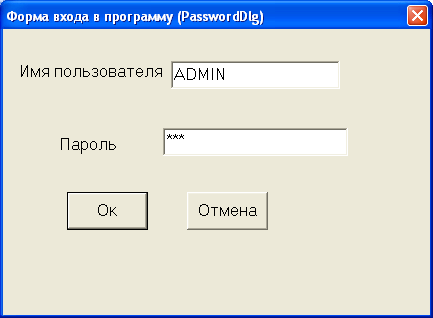 Форма входа в программу (PasswordDlg)
Имя пользователя ADMIN
Пароль ***
Ок Отмена